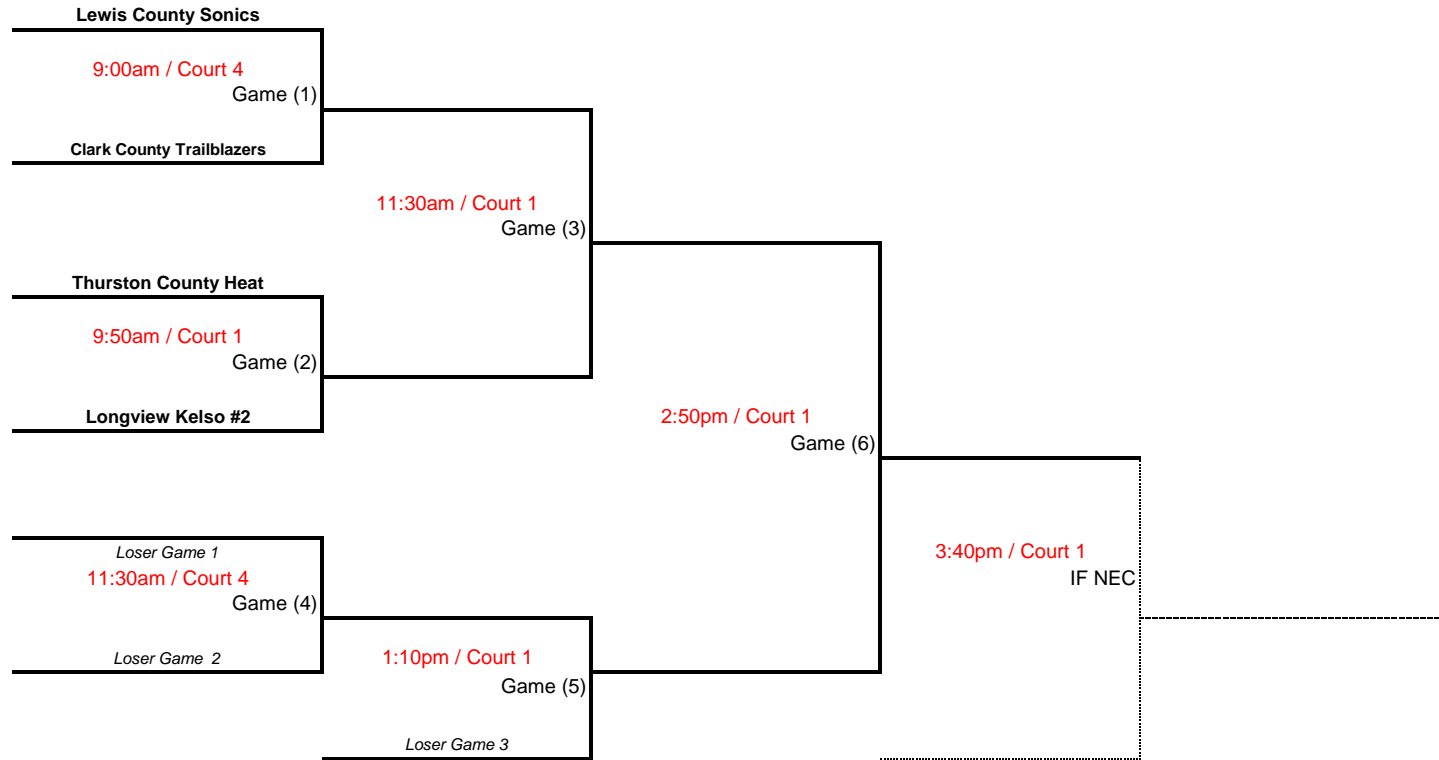 Lewis County Sonics
9:00am / Court 4
Game (1)
Clark County Trailblazers
11:30am / Court 1
Game (3)
Thurston County Heat
9:50am / Court 1
Game (2)
Longview Kelso #2
2:50pm / Court 1
Game (6)
Loser Game 1
11:30am / Court 4
Game (4)
Loser Game 2
3:40pm / Court 1
IF NEC
1:10pm / Court 1
Game (5)
Loser Game 3